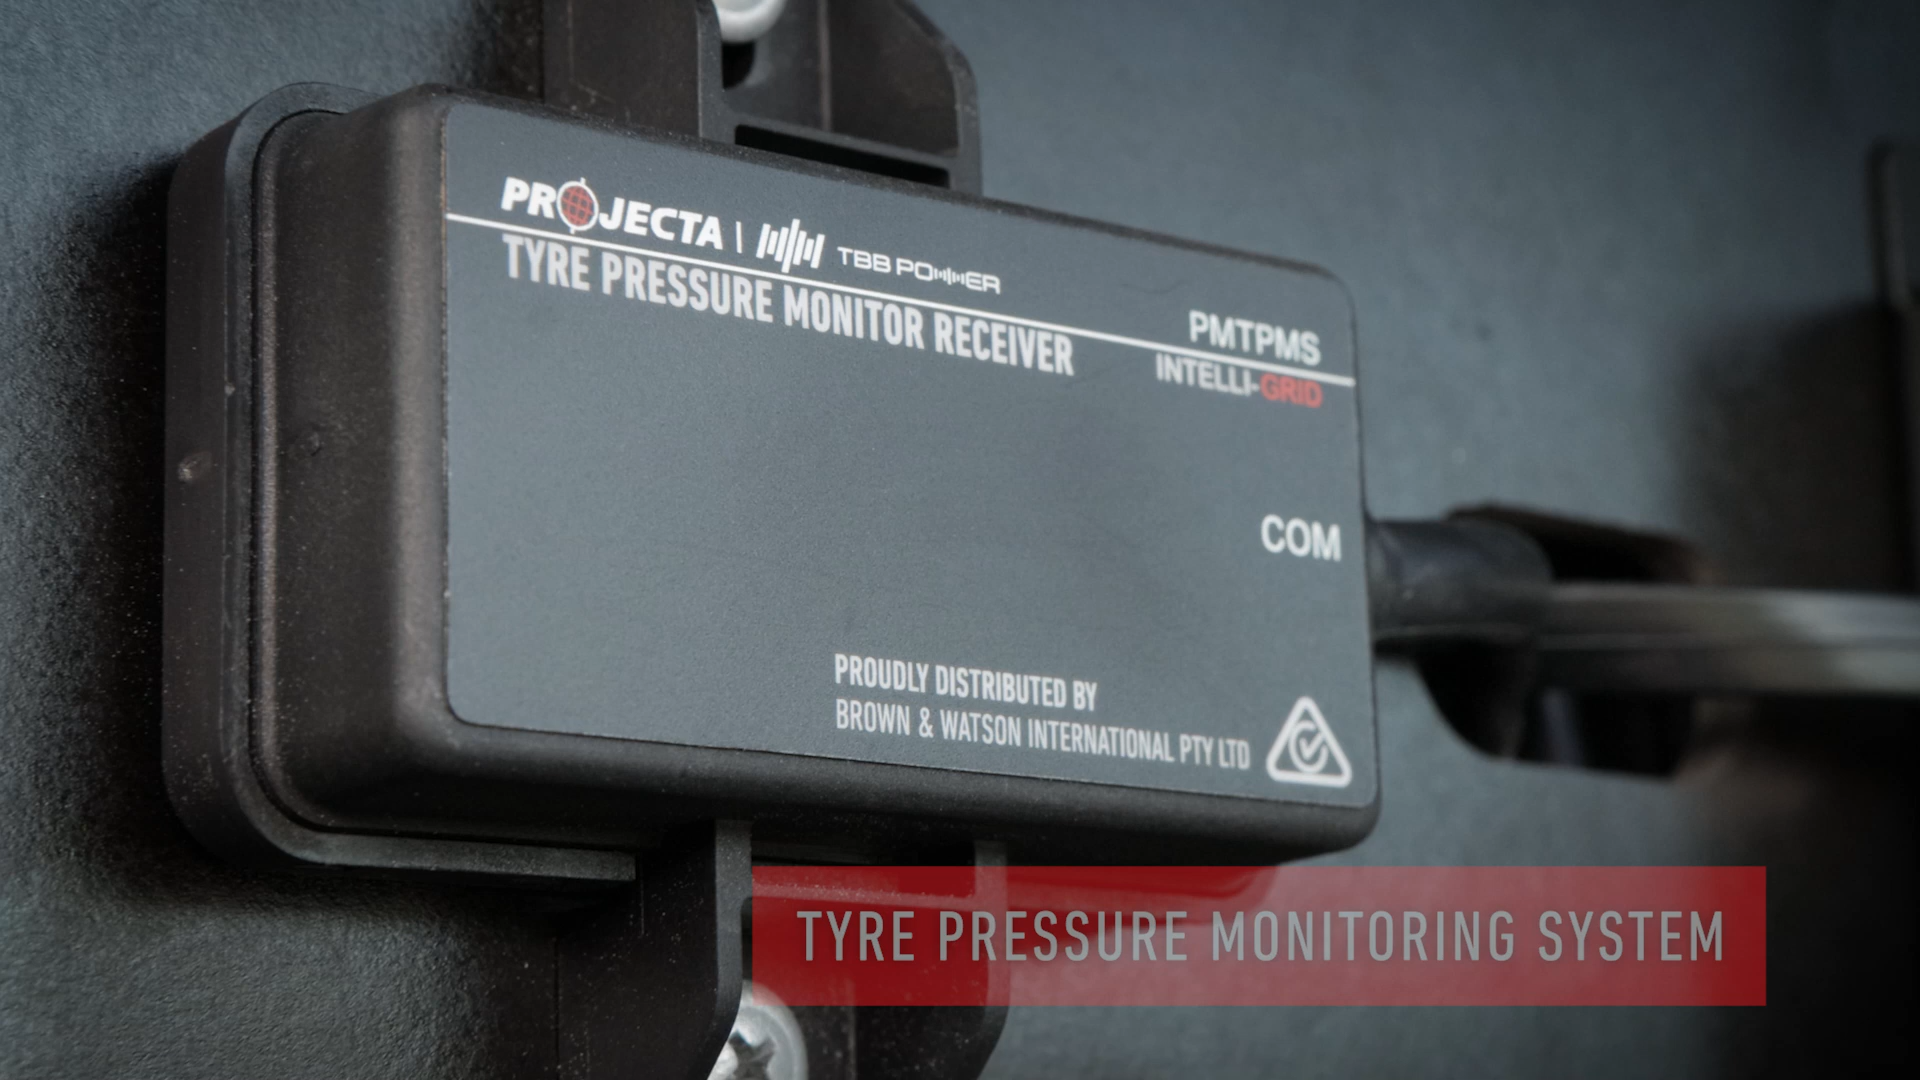 PROJECTA | TBB POWER
TYRE PRESSURE MONITOR RECEIVER
PMTPMS
INTELLI-GRID
COM
PROUDLY DISTRIBUTED BY
BROWN & WATSON INTERNATIONAL PTY LTD
TYRE PRESSURE MONITORING SYSTEM